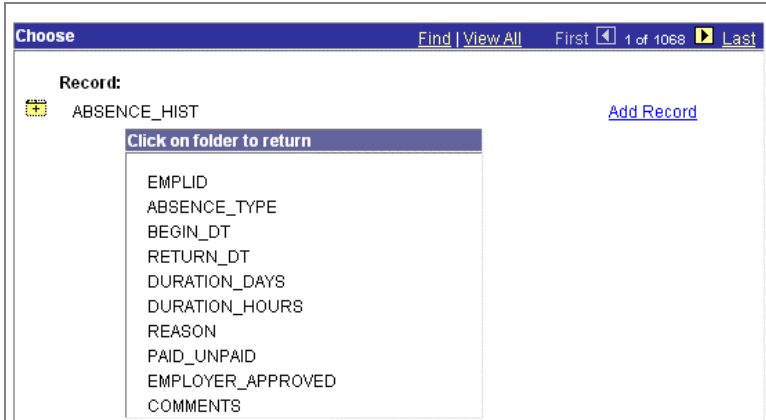 Choose Find | View All First 1 of 1068 Last
Record:
ABSENCE_HIST Add Record
Click on folder to return
EMPLID
ABSENCE_TYPE
BEGIN_DT
RETURN_DT
DURATION_DAYS
DURATION_HOURS
REASON
PAID_UNPAID
EMPLOYER_APPROVED
COMMENTS